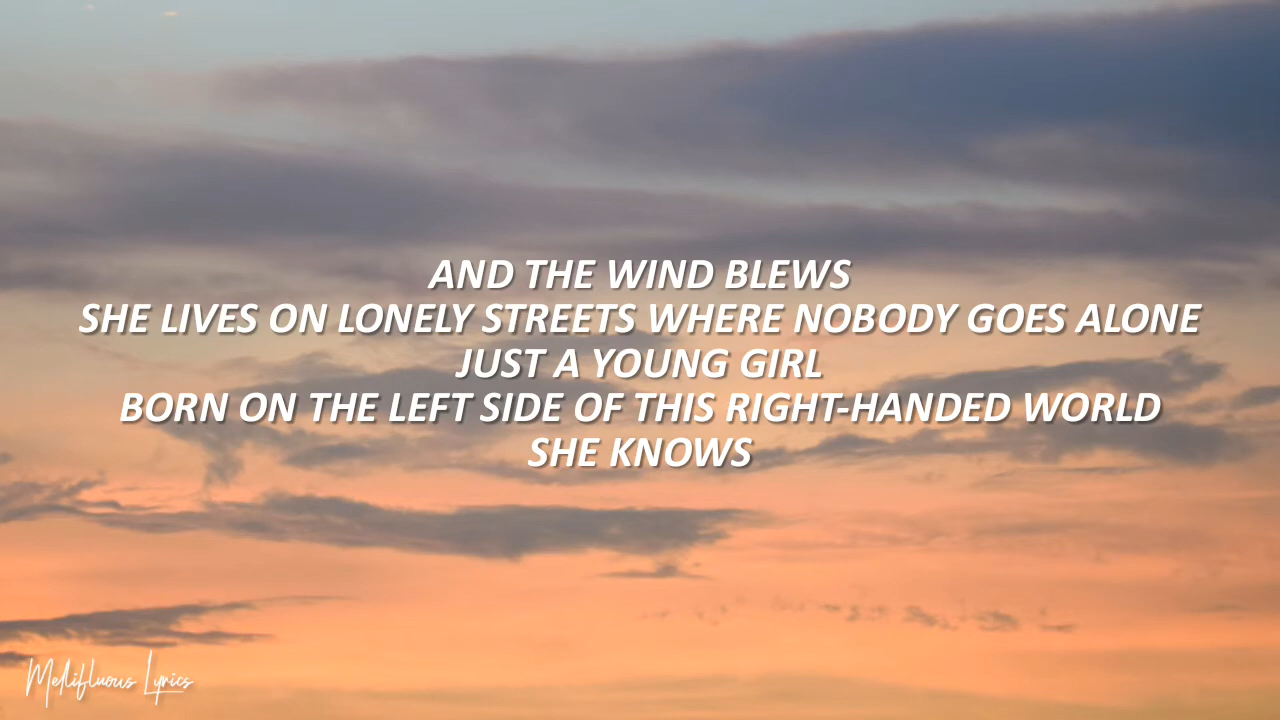 AND THE WIND BLEWS
SHE LIVES ON LONELY STREETS WHERE NOBODY GOES ALONE
JUST A YOUNG GIRL
BORN ON THE LEFT SIDE OF THIS RIGHT-HANDED WORLD
SHE KNOWS
Mellifluous Lyrics